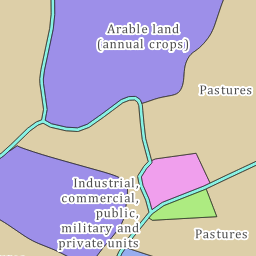 Arable land
(annual crops)
Pastures
Industrial,
commercial,
public,
military and
private units
Pastures